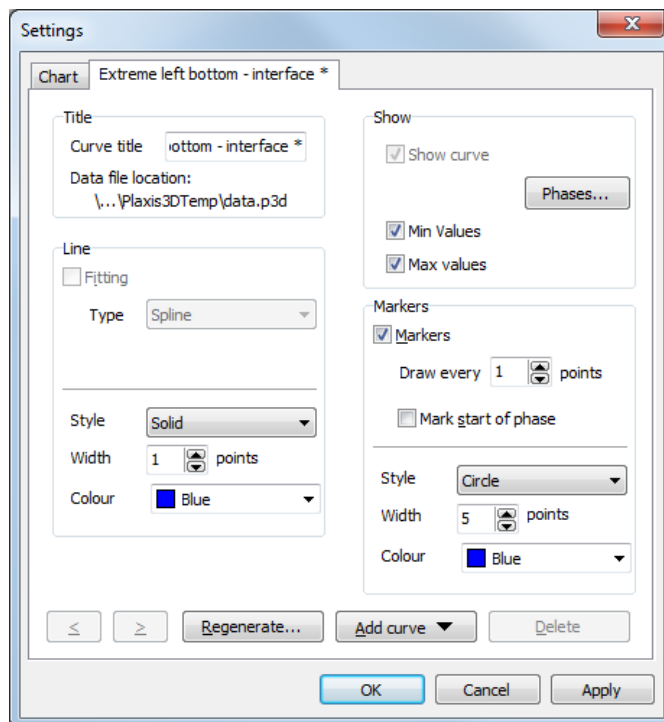 Settings
Chart
Extreme left bottom - interface *
Title
Curve title
ottom - interface *
Data file location:
\...\Plaxis3DTemp\data.p3d
Line
Fitting
Type
Spline
Style
Solid
Width
1
points
Colour
Blue
Show
Show curve
Phases...
Min Values
Max values
Markers
Markers
Draw every
1
points
Mark start of phase
Style
Circle
Width
5
points
Colour
Blue
<
>
Regenerate...
Add curve
Delete
OK
Cancel
Apply